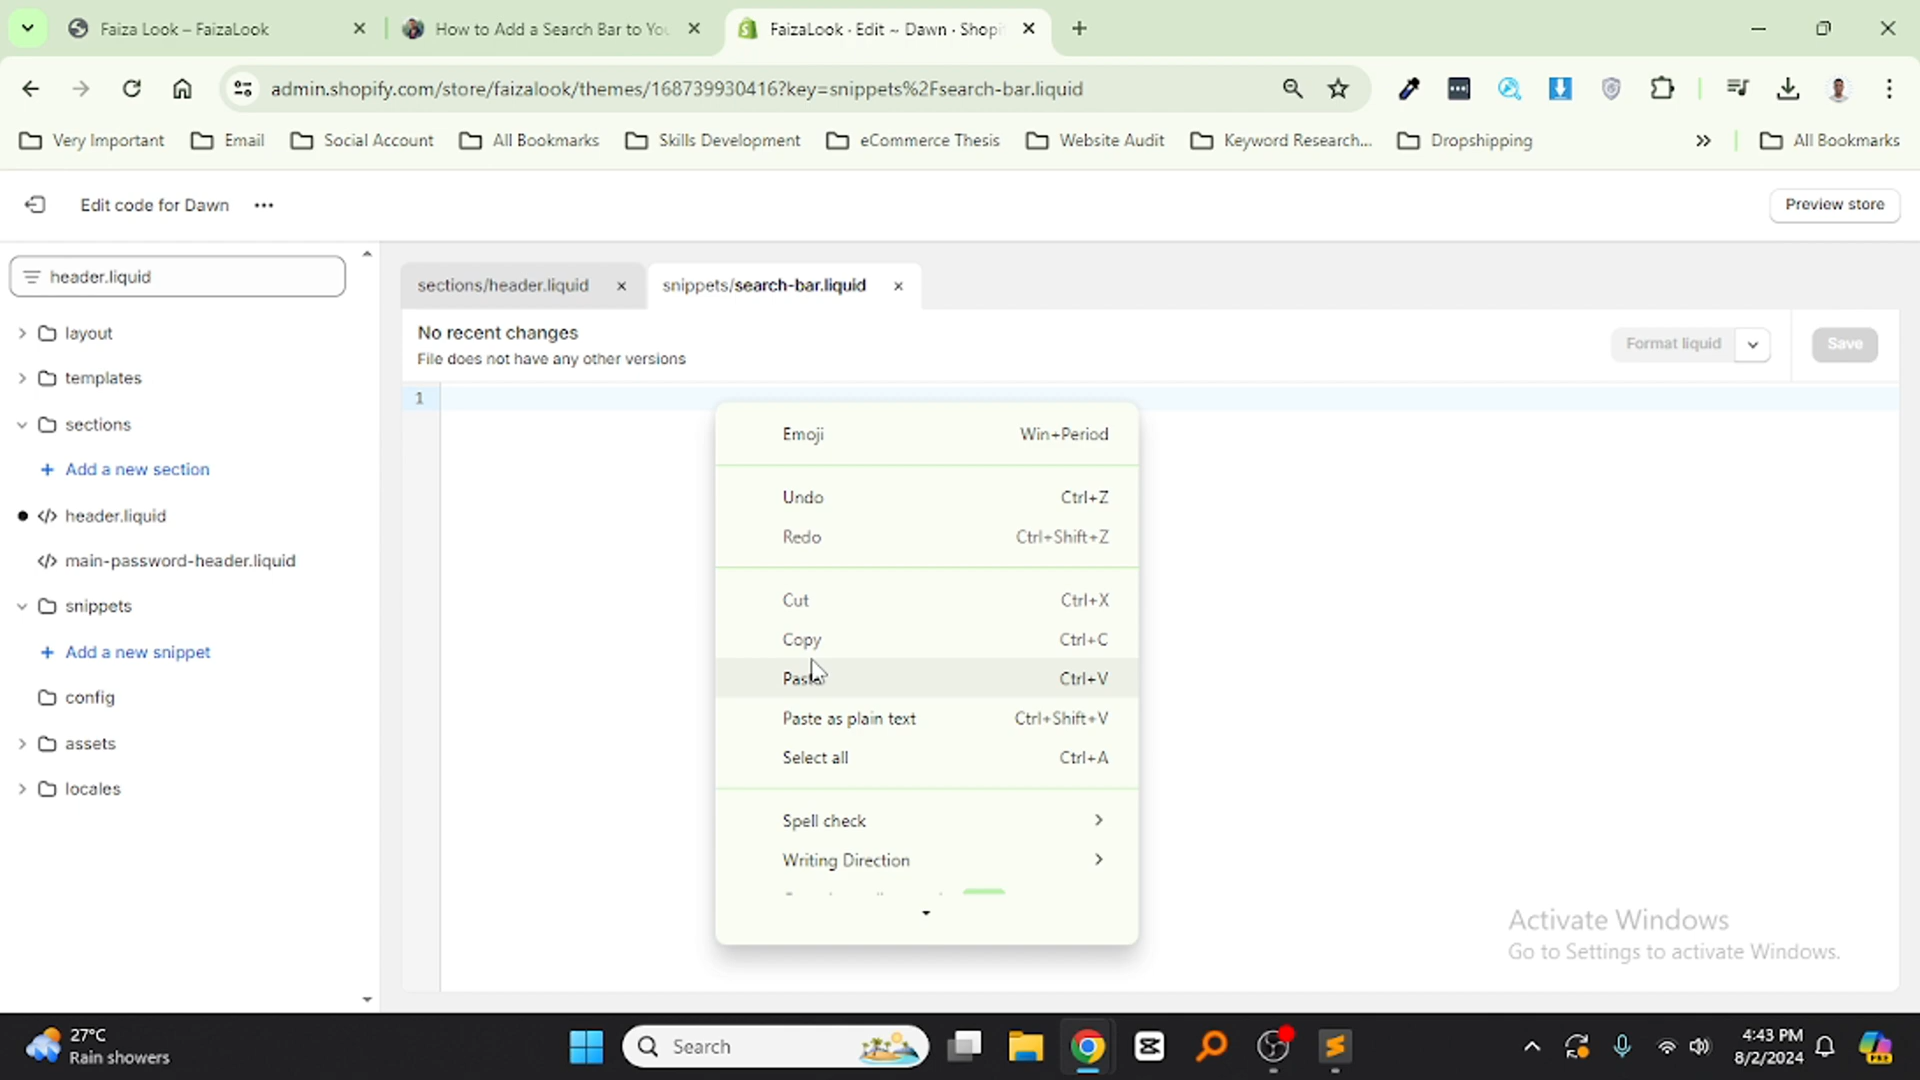 Faiza Look – FaizaLook
How to Add a Search Bar to You
FaizaLook · Edit ~ Dawn · Shopi
admin.shopify.com/store/faizalook/themes/168739930416?key=snippets%2Fsearch-bar.liquid
Very Important
Email
Social Account
All Bookmarks
Skills Development
eCommerce Thesis
Website Audit
Keyword Research...
Dropshipping
All Bookmarks
Edit code for Dawn
Preview store
header.liquid
layout
templates
sections
Add a new section
header.liquid
main-password-header.liquid
snippets
Add a new snippet
config
assets
locales
sections/header.liquid
snippets/search-bar.liquid
No recent changes
File does not have any other versions
Format liquid
Save
1
Emoji Win+Period
Undo Ctrl+Z
Redo Ctrl+Shift+Z
Cut Ctrl+X
Copy Ctrl+C
Paste Ctrl+V
Paste as plain text Ctrl+Shift+V
Select all Ctrl+A
Spell check
Writing Direction
Activate Windows
Go to Settings to activate Windows.
27°C
Rain showers
Search
4:43 PM
8/2/2024